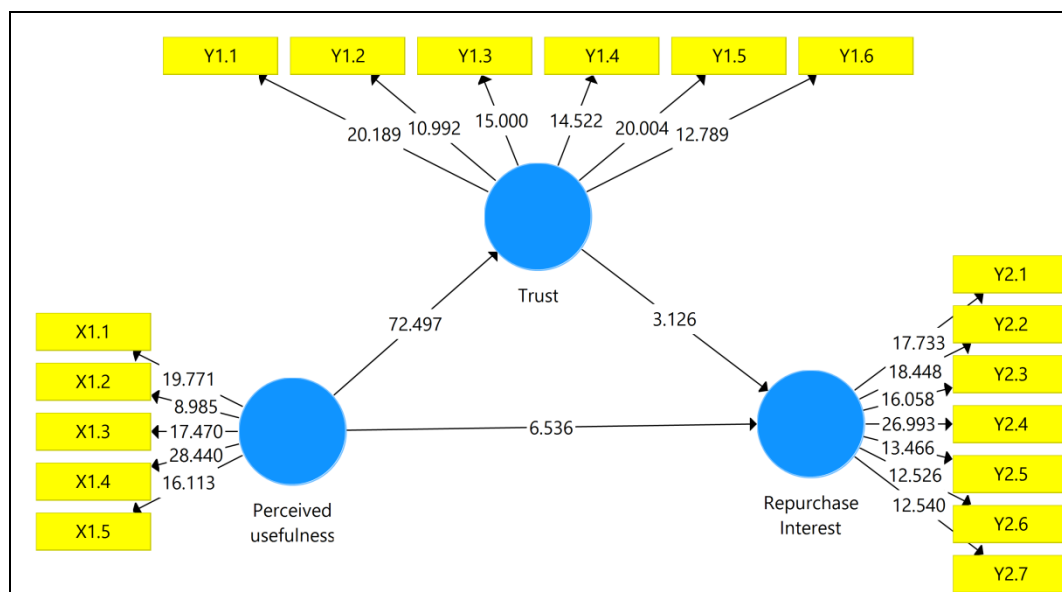 Y1.1
Y1.2
Y1.3
Y1.4
Y1.5
Y1.6
20.189
10.992
15.000
14.522
20.004
12.789
Trust
72.497
3.126
6.536
X1.1
X1.2
X1.3
X1.4
X1.5
19.771
8.985
17.470
28.440
16.113
Perceived
usefulness
Repurchase
Interest
17.733
18.448
16.058
26.993
13.466
12.526
12.540
Y2.1
Y2.2
Y2.3
Y2.4
Y2.5
Y2.6
Y2.7